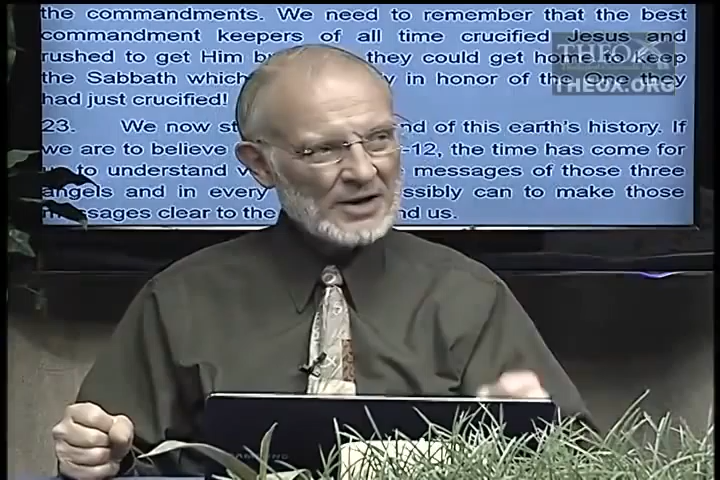 the commandments. We need to remember that the best
commandment keepers of all time crucified Jesus and
rushed to get Him they could get home to keep
the Sabbath which in honor of the One they
had just crucified!
23. We now st nd of this earth's history. If
we are to believe -12, the time has come for
us to understand messages of those three
angels and in every ssibly can to make those
messages clear to the nd us.
THEOX
THEOX.ORG
SAMSUNG